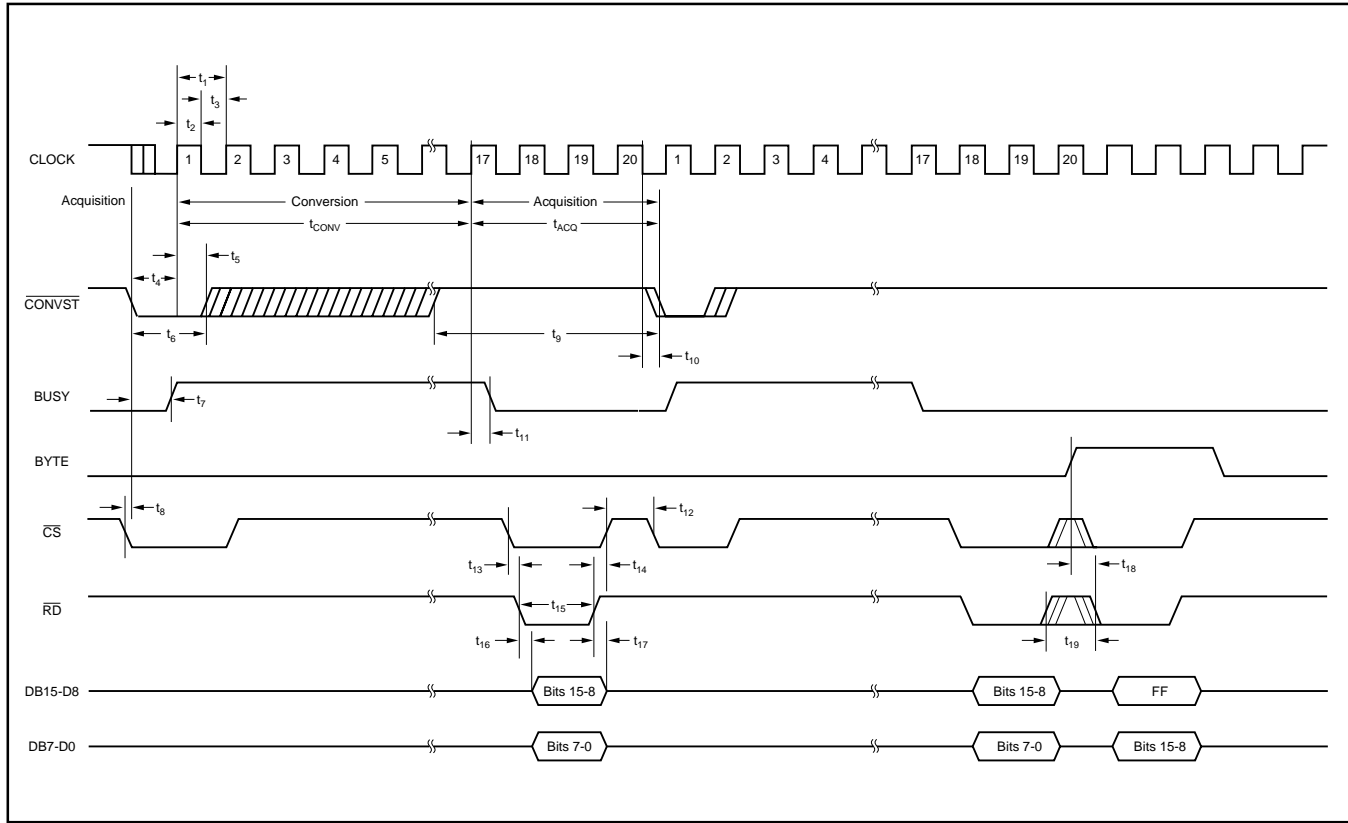 t1
t3
t2
CLOCK 1 2 3 4 5 17 18 19 20 1 2 3 4 17 18 19 20
Acquisition Conversion Acquisition
tCONV tACQ
t5
t4
CONVST
t6 t9
t10
BUSY
t7
t11
BYTE
t8 t12
CS
t13 t14 t18
RD
t15
t16 t17 t19
DB15-D8 Bits 15-8 Bits 15-8 FF
DB7-D0 Bits 7-0 Bits 7-0 Bits 15-8